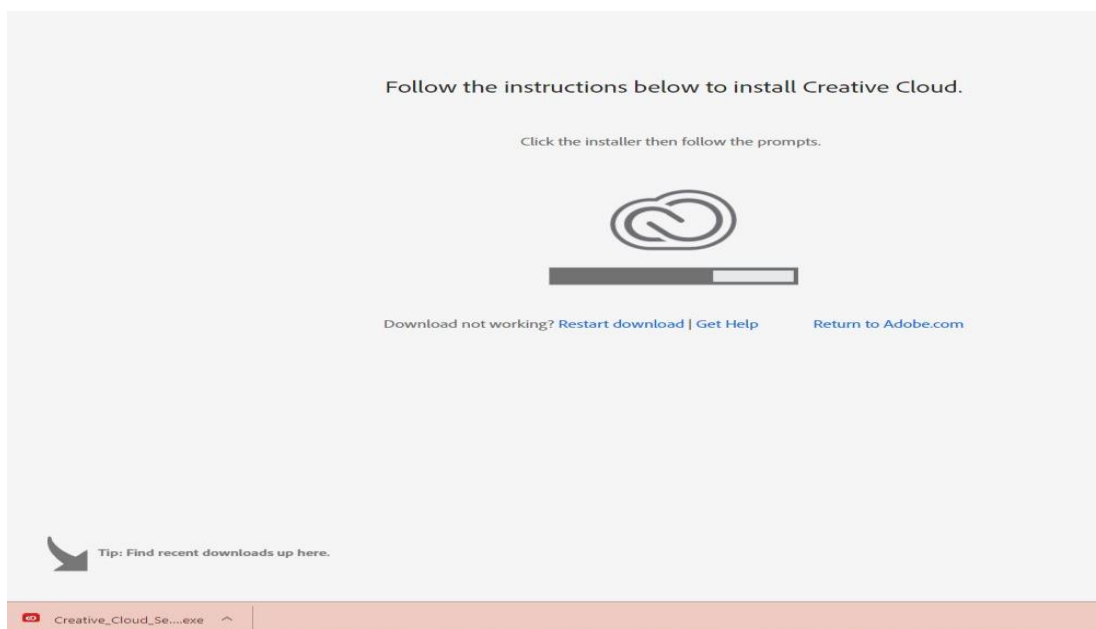 Follow the instructions below to install Creative Cloud.
Click the installer then follow the prompts.
Download not working? Restart download | Get Help Return to Adobe.com
Tip: Find recent downloads up here.
Creative_Cloud_Se....exe